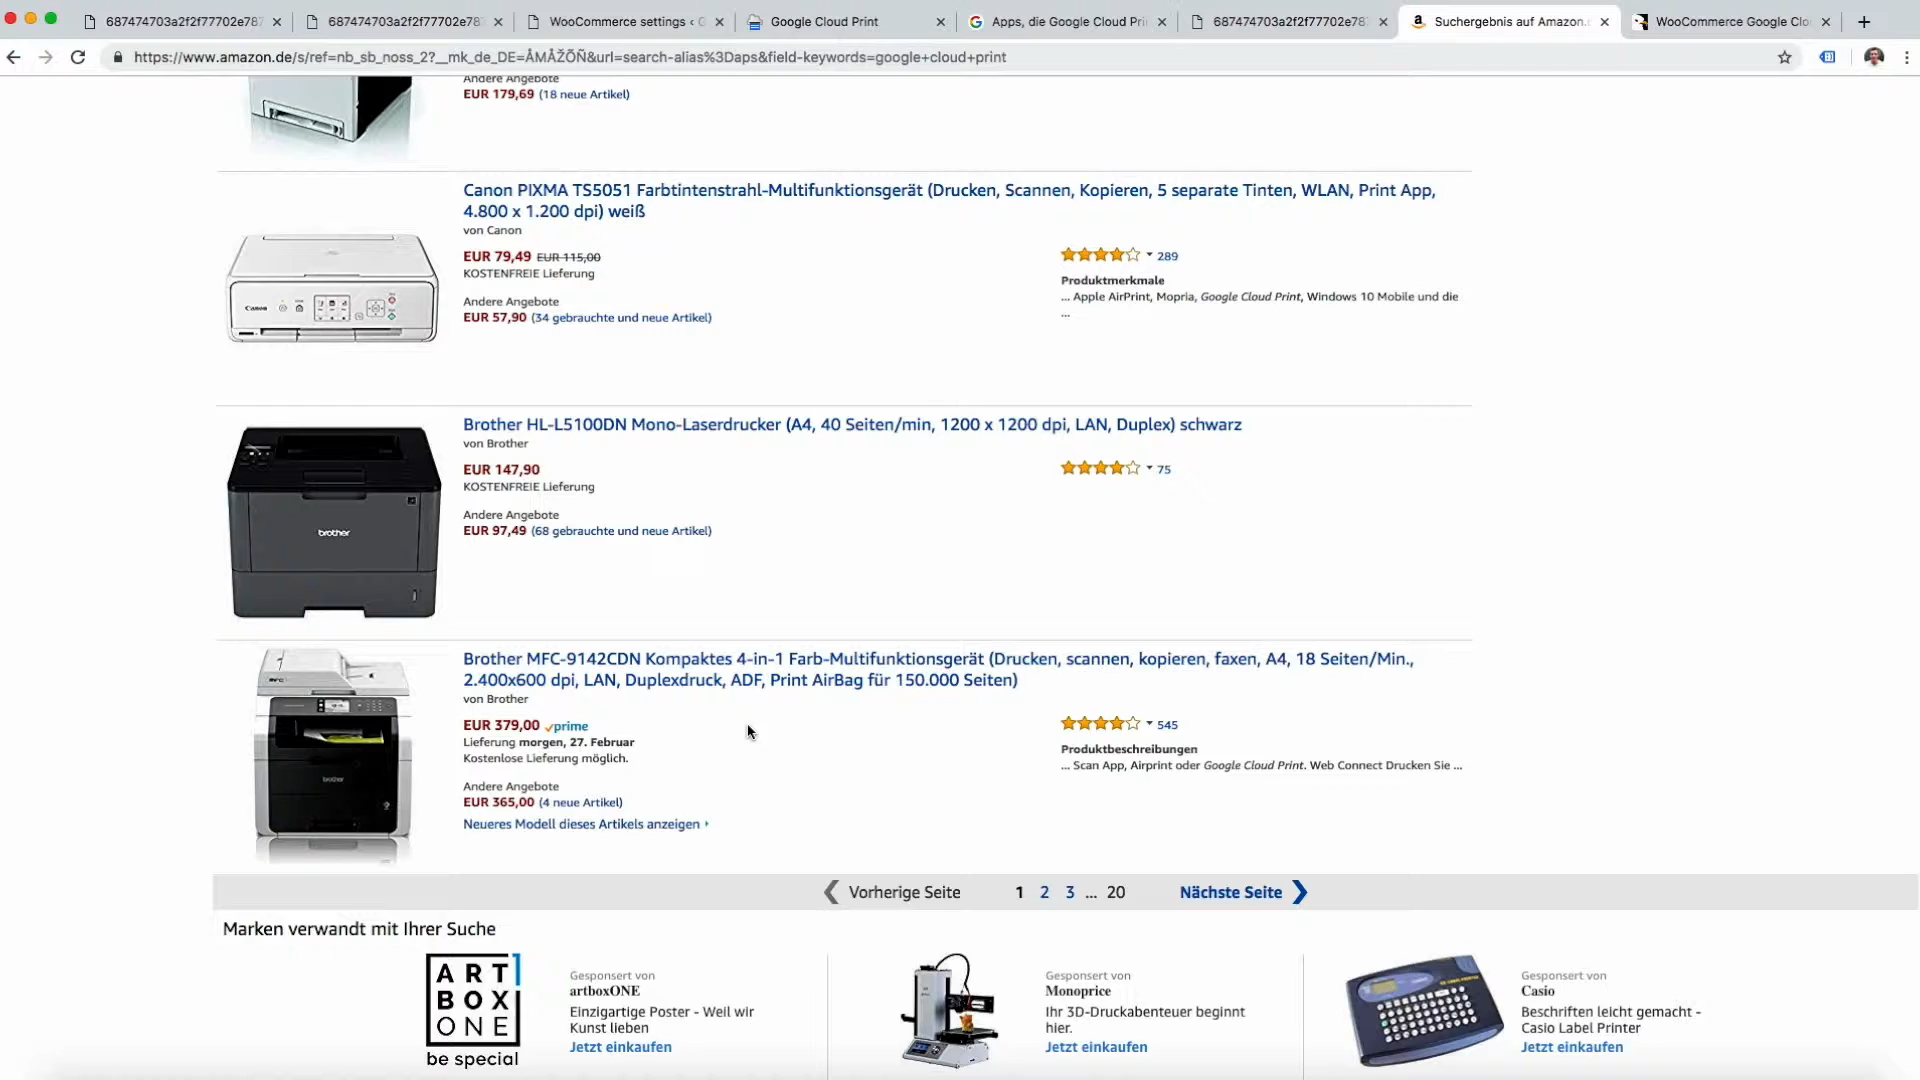 687474703a2f2f77702e787
687474703a2f2f77702e787
WooCommerce settings ‹ G
Google Cloud Print
Apps, die Google Cloud Prin
687474703a2f2f77702e787
Suchergebnis auf Amazon.
WooCommerce Google Clo
https://www.amazon.de/s/ref=nb_sb_noss_2?__mk_de_DE=ÅMÅŽÕÑ&url=search-alias%3Daps&field-keywords=google+cloud+print
Andere Angebote
EUR 179,69 (18 neue Artikel)
Canon PIXMA TS5051 Farbtintenstrahl-Multifunktionsgerät (Drucken, Scannen, Kopieren, 5 separate Tinten, WLAN, Print App,
4.800 x 1.200 dpi) weiß
von Canon
EUR 79,49 EUR 115,00
KOSTENFREIE Lieferung
Andere Angebote
EUR 57,90 (34 gebrauchte und neue Artikel)
289
Produktmerkmale
... Apple AirPrint, Mopria, Google Cloud Print, Windows 10 Mobile und die
...
Canon
Brother HL-L5100DN Mono-Laserdrucker (A4, 40 Seiten/min, 1200 x 1200 dpi, LAN, Duplex) schwarz
von Brother
EUR 147,90
KOSTENFREIE Lieferung
Andere Angebote
EUR 97,49 (68 gebrauchte und neue Artikel)
75
brother
Brother MFC-9142CDN Kompaktes 4-in-1 Farb-Multifunktionsgerät (Drucken, scannen, kopieren, faxen, A4, 18 Seiten/Min.,
2.400x600 dpi, LAN, Duplexdruck, ADF, Print AirBag für 150.000 Seiten)
von Brother
EUR 379,00 prime
Lieferung morgen, 27. Februar
Kostenlose Lieferung möglich.
Andere Angebote
EUR 365,00 (4 neue Artikel)
Neueres Modell dieses Artikels anzeigen
545
Produktbeschreibungen
... Scan App, Airprint oder Google Cloud Print. Web Connect Drucken Sie ...
brother
Vorherige Seite 1 2 3 ... 20 Nächste Seite
Marken verwandt mit Ihrer Suche
ART
BOX
ONE
be special
Gesponsert von
artboxONE
Einzigartige Poster - Weil wir
Kunst lieben
Jetzt einkaufen
Gesponsert von
Monoprice
Ihr 3D-Druckabenteuer beginnt
hier.
Jetzt einkaufen
Gesponsert von
Casio
Beschriften leicht gemacht -
Casio Label Printer
Jetzt einkaufen